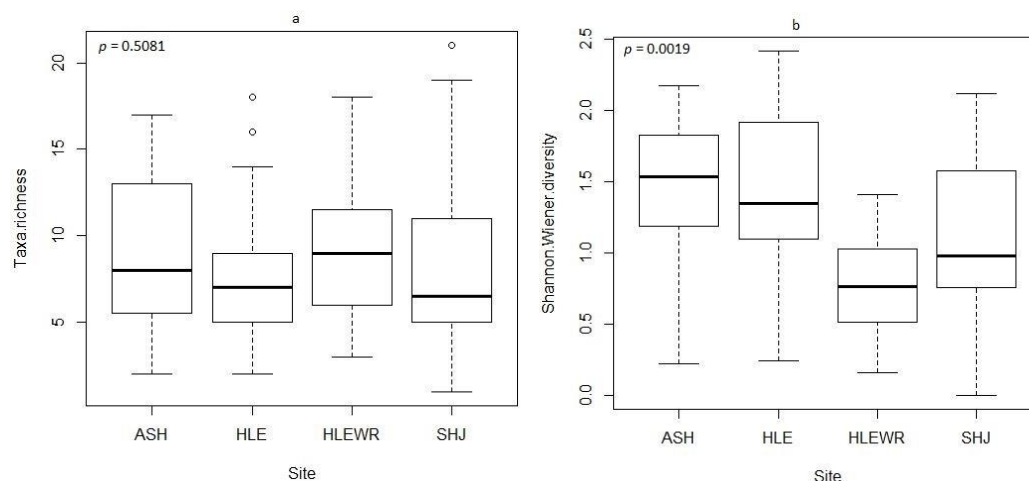 a
p = 0.5081
Taxa.richness
20
15
10
5
ASH HLE HLEWR SHJ
Site
b
p = 0.0019
Shannon.Wiener.diversity
2.5
2.0
1.5
1.0
0.5
0.0
ASH HLE HLEWR SHJ
Site